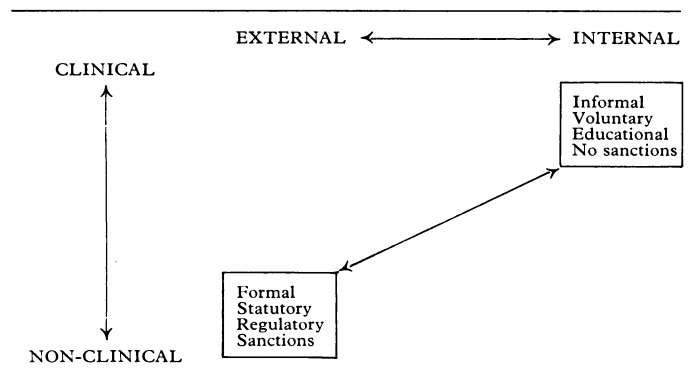 EXTERNAL INTERNAL
CLINICAL
Informal
Voluntary
Educational
No sanctions
Formal
Statutory
Regulatory
Sanctions
NON-CLINICAL